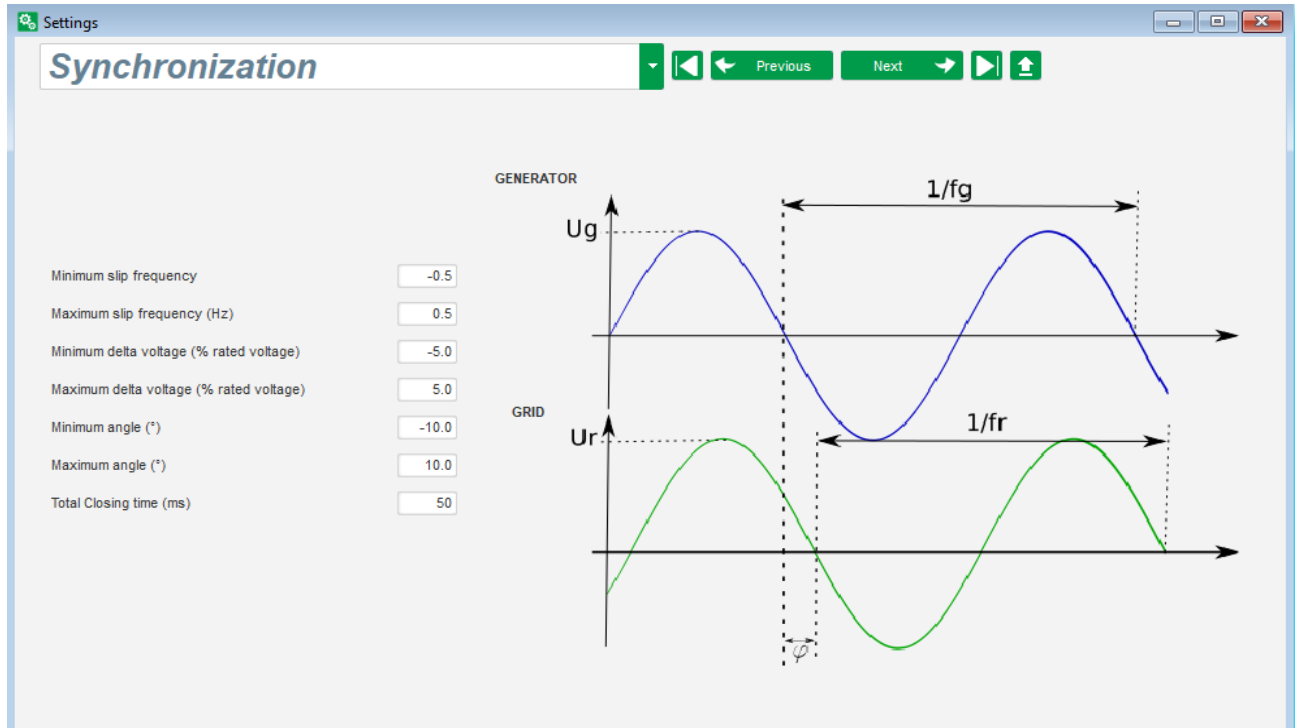 Settings
Synchronization
Previous
Next
GENERATOR
1/fg
Ug
Minimum slip frequency -0.5
Maximum slip frequency (Hz) 0.5
Minimum delta voltage (% rated voltage) -5.0
Maximum delta voltage (% rated voltage) 5.0
GRID
1/fr
Ur
Minimum angle (°) -10.0
Maximum angle (°) 10.0
Total Closing time (ms) 50
φ